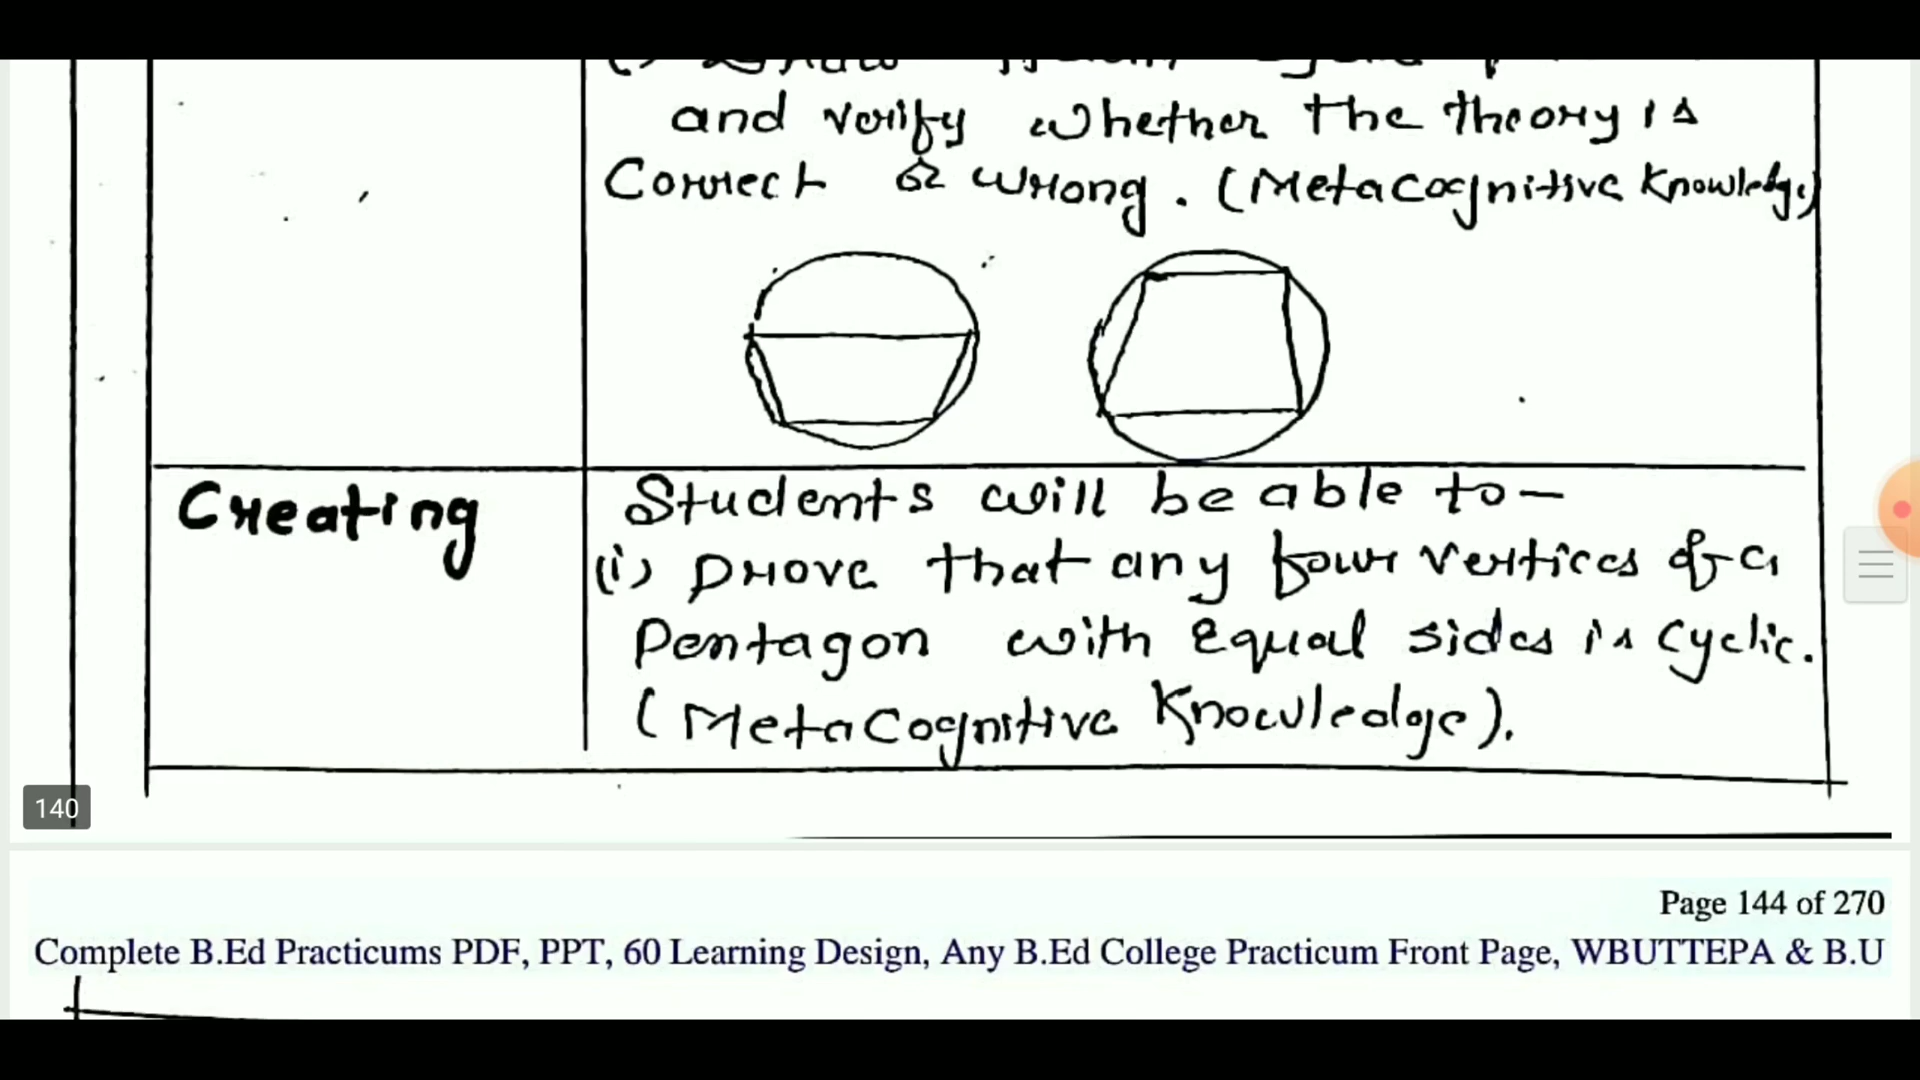 and verify whether the theory is
Correct or wrong. (Metacognitive Knowledge)
Creating
Students will be able to—
(i) prove that any four vertices of a
Pentagon with equal sides is cyclic.
(MetaCognitive Knowledge).
140
Page 144 of 270
Complete B.Ed Practicums PDF, PPT, 60 Learning Design, Any B.Ed College Practicum Front Page, WBUTTEPA & B.U